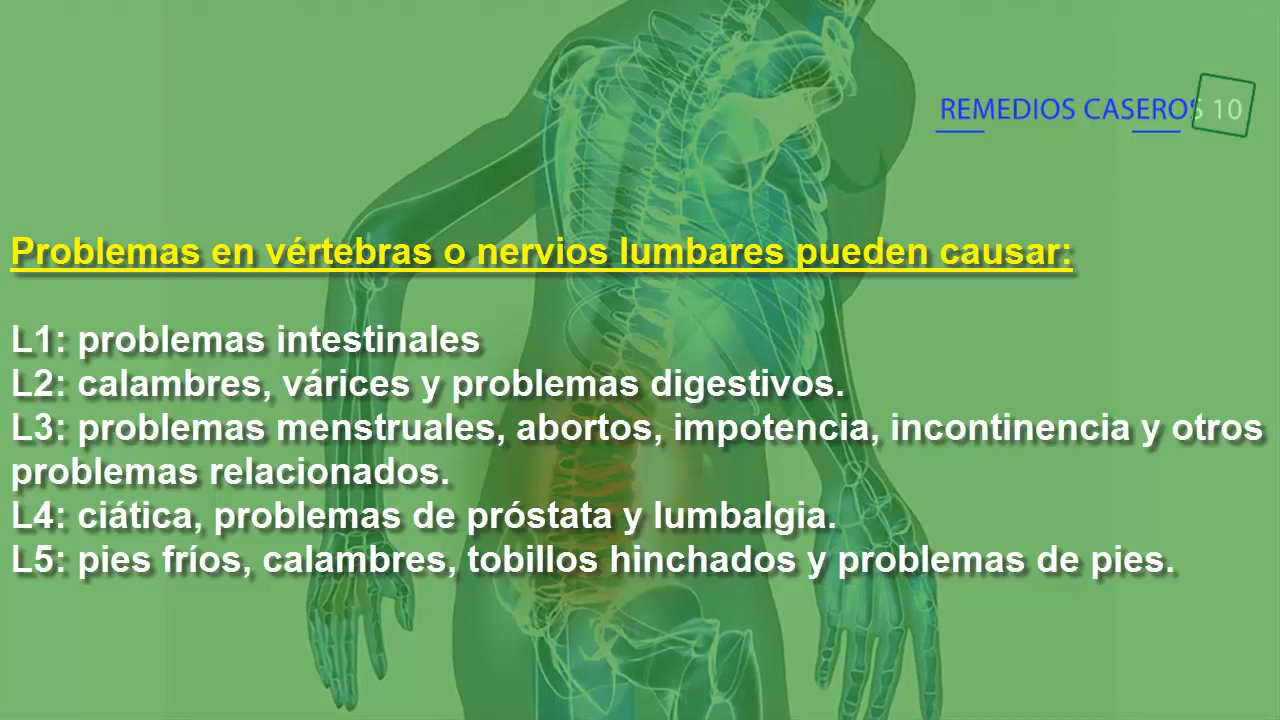 REMEDIOS CASEROS 10
Problemas en vértebras o nervios lumbares pueden causar:
L1: problemas intestinales
L2: calambres, várices y problemas digestivos.
L3: problemas menstruales, abortos, impotencia, incontinencia y otros
problemas relacionados.
L4: ciática, problemas de próstata y lumbalgia.
L5: pies fríos, calambres, tobillos hinchados y problemas de pies.